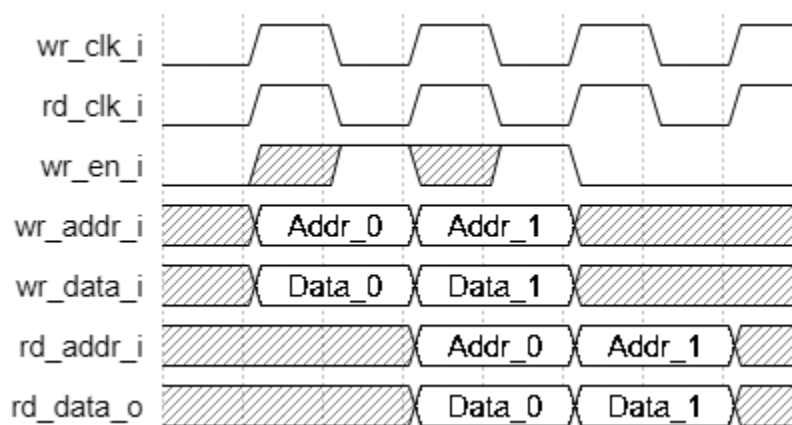 wr_clk_i
rd_clk_i
wr_en_i
wr_addr_i Addr_0 Addr_1
wr_data_i Data_0 Data_1
rd_addr_i Addr_0 Addr_1
rd_data_o Data_0 Data_1